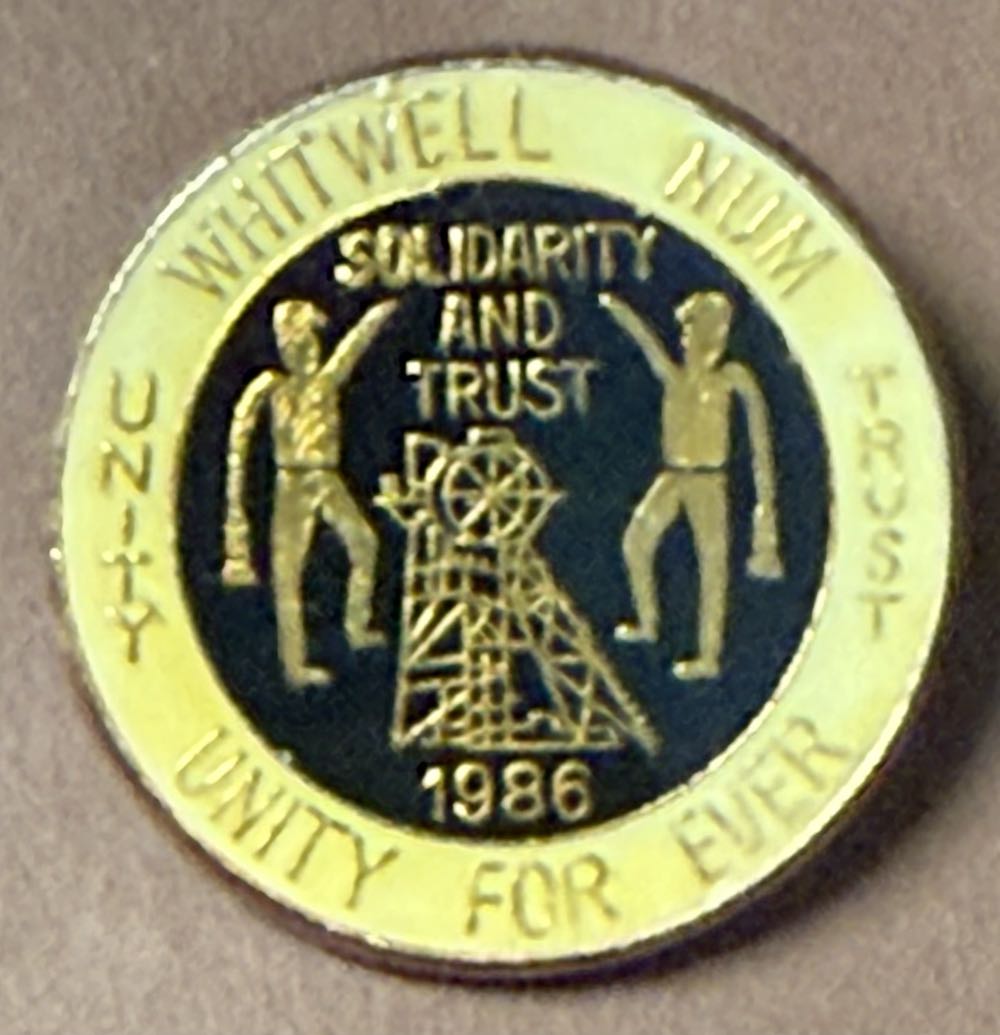 WHITWELL NUM
UNITY
TRUST
SOLIDARITY
AND
TRUST
1986
UNITY FOR EVER